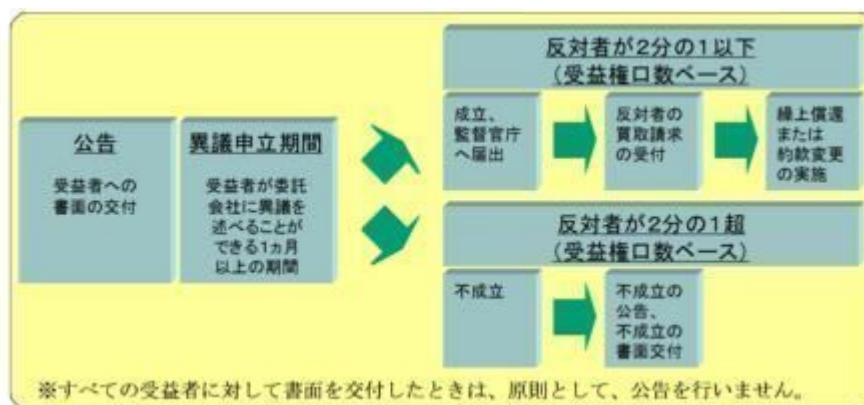 公告
受益者への
書面の交付
異議申立期間
受益者が委託
会社に異議を
述べることが
できる1ヵ月
以上の期間
反対者が2分の1以下
（受益権口数ベース）
成立、
監督官庁
へ届出
反対者の
買取請求
の受付
繰上償還
または
約款変更
の実施
反対者が2分の1超
（受益権口数ベース）
不成立
不成立の
公告、
不成立の
書面交付
※すべての受益者に対して書面を交付したときは、原則として、公告を行いません。